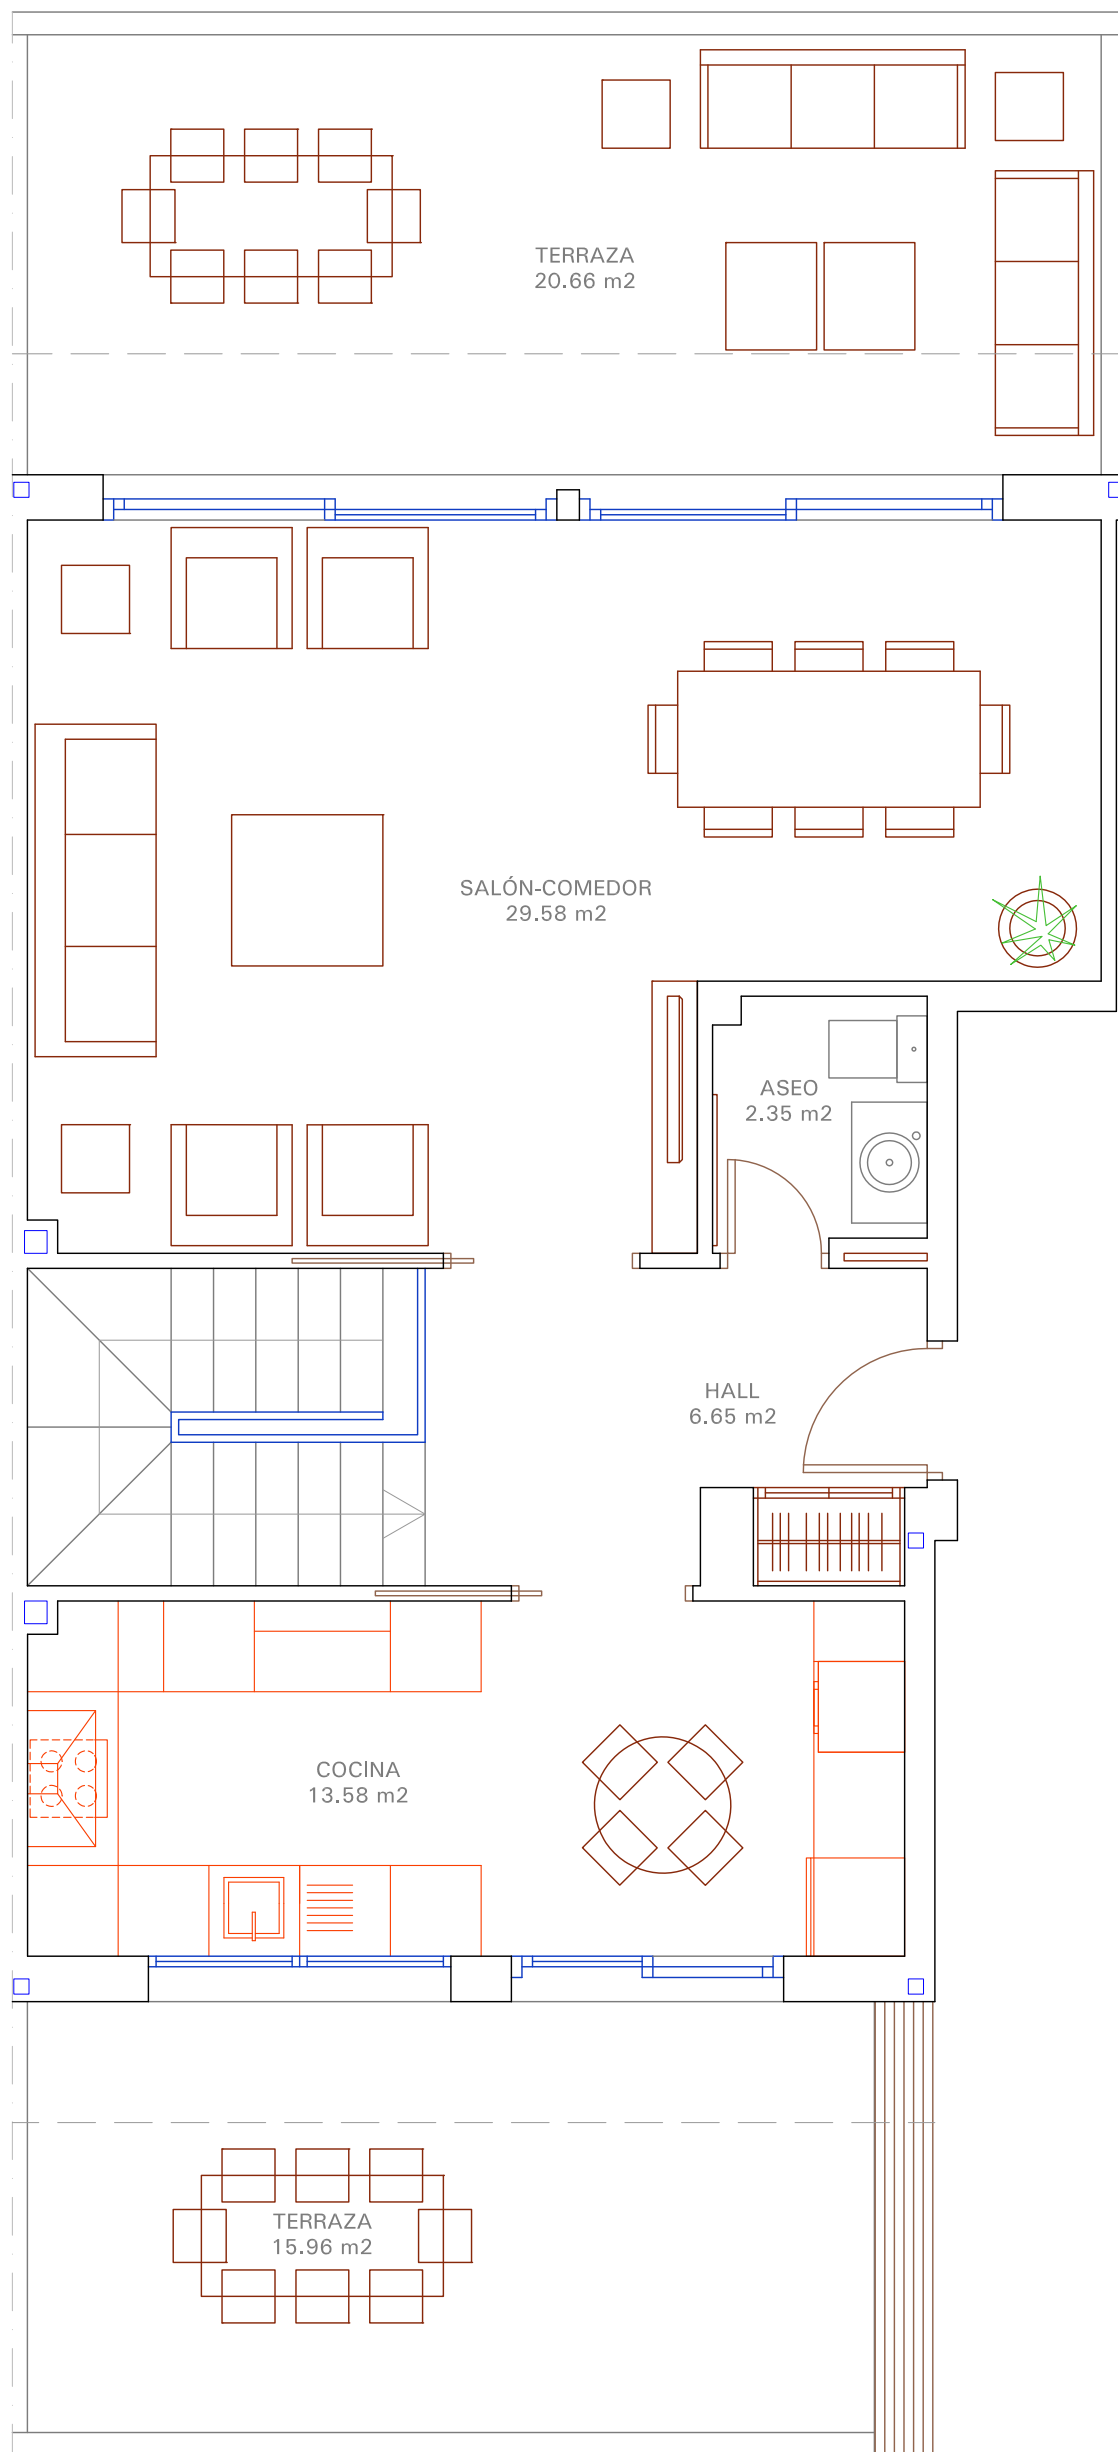 TERRAZA
20.66 m2
SALÓN-COMEDOR
29.58 m2
ASEO
2.35 m2
HALL
6.65 m2
COCINA
13.58 m2
TERRAZA
15.96 m2